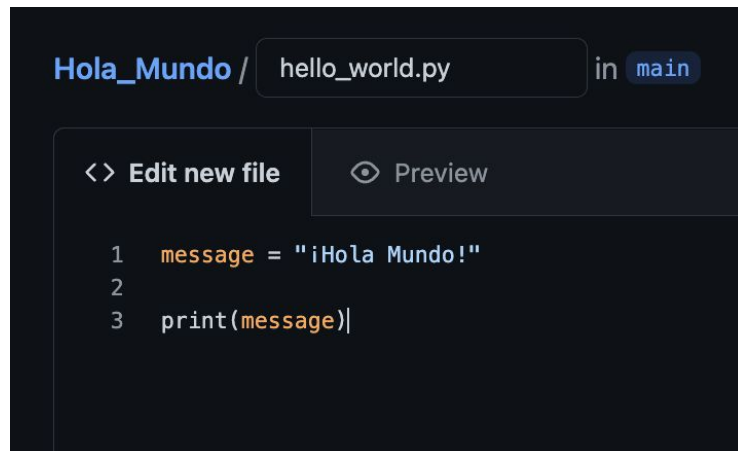 Hola_Mundo / hello_world.py in main
<> Edit new file Preview
1 message = "¡Hola Mundo!"
2
3 print(message)